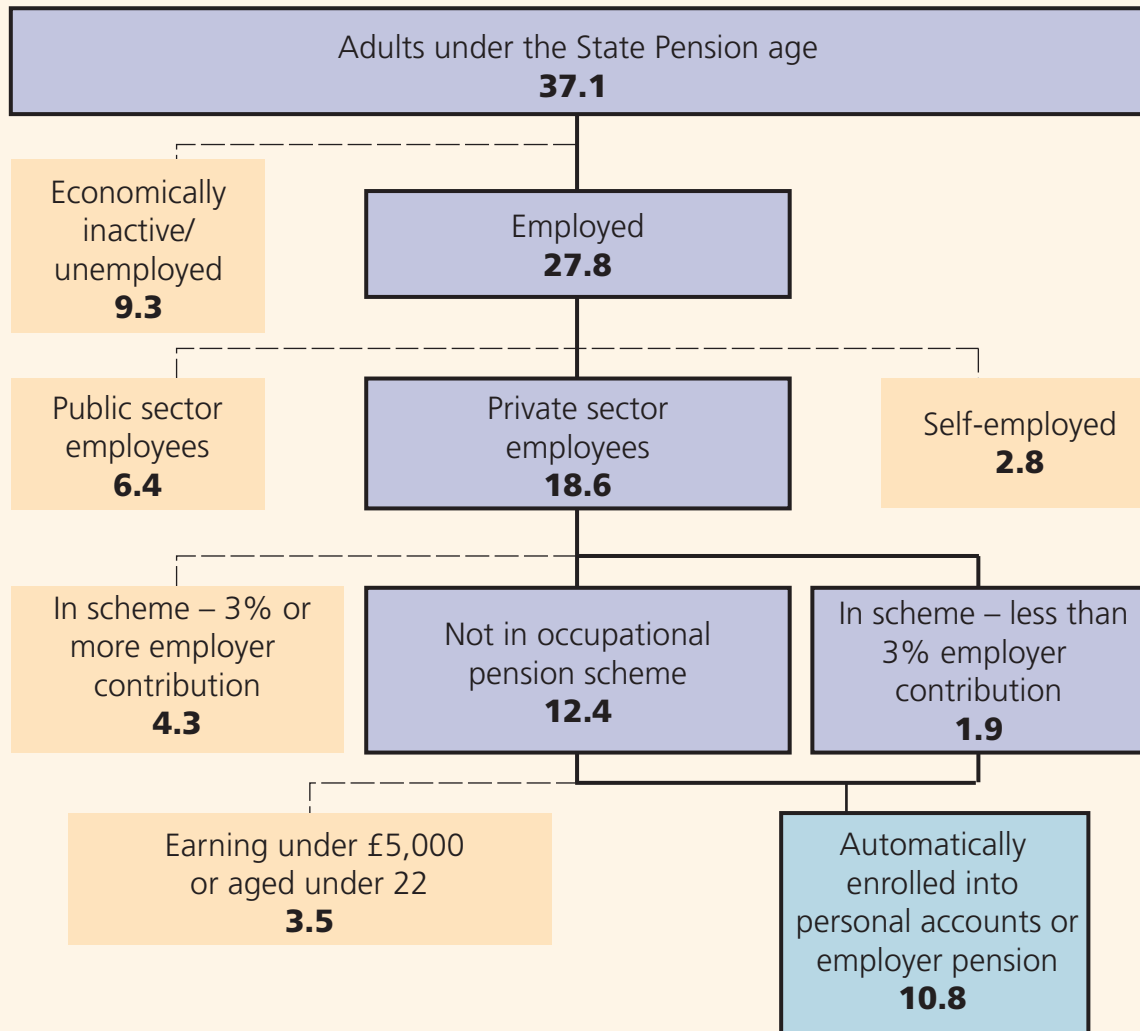 Adults under the State Pension age
37.1
Economically
inactive/
unemployed
9.3
Employed
27.8
Public sector
employees
6.4
Private sector
employees
18.6
Self-employed
2.8
In scheme – 3% or
more employer
contribution
4.3
Not in occupational
pension scheme
12.4
In scheme – less than
3% employer
contribution
1.9
Earning under £5,000
or aged under 22
3.5
Automatically
enrolled into
personal accounts or
employer pension
10.8